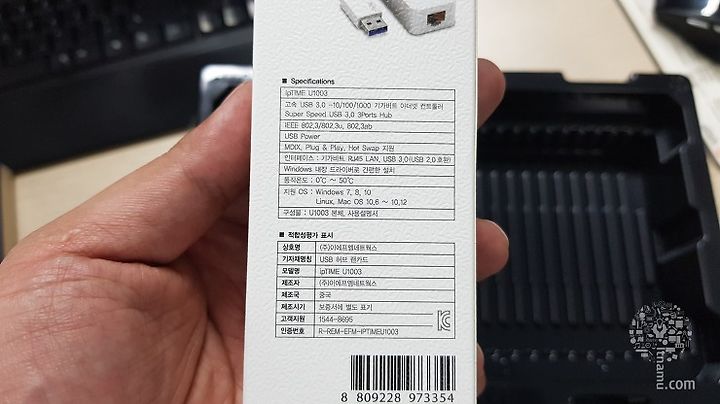 ■ Specifications
ipTIME U1003
고속 USB 3.0 -10/100/1000 기가비트 이더넷 컨트롤러
Super Speed USB 3.0 3Ports Hub
IEEE 802.3/802.3u, 802.3ab
USB Power
MDIX, Plug & Play, Hot Swap 지원
인터페이스 : 기가비트 RJ45 LAN, USB 3.0(USB 2.0호환)
Windows 내장 드라이버로 간편한 설치
동작온도 : 0℃ ~ 50℃
지원 OS : Windows 7, 8, 10
Linux, Mac OS 10.6 ~ 10.12
구성물 : U1003 본체, 사용설명서
■ 적합성평가 표시
상호명 (주)이에프엠네트웍스
기자재명칭 USB 허브 랜카드
모델명 ipTIME U1003
제조자 (주)이에프엠네트웍스
제조국 중국
제조시기 보증서에 별도 표기
고객지원 1544-8695
인증번호 R-REM-EFM-IPTIMEU1003
8 809228 973354
tnamu.com